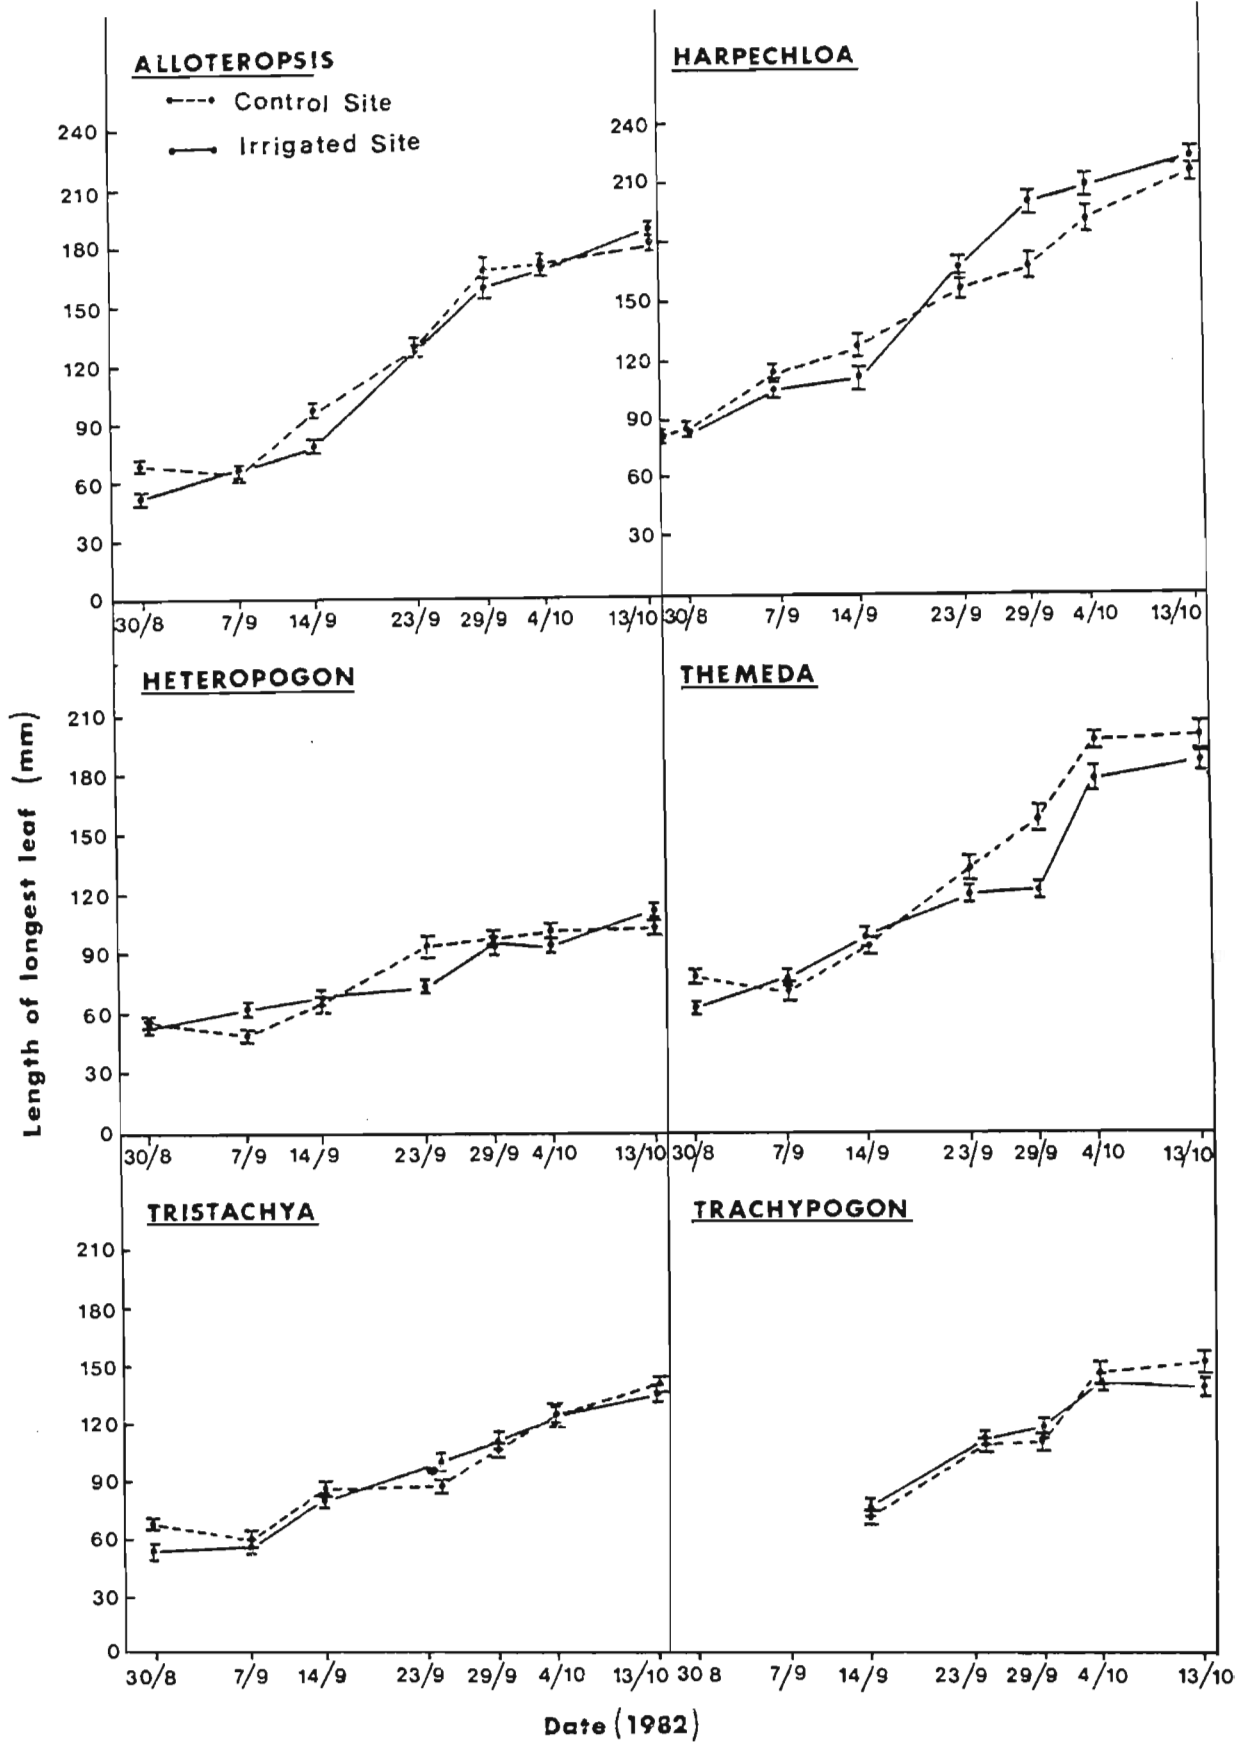 ALLOTEROPSIS
Control Site
Irrigated Site
240
210
180
150
120
90
60
30
0
30/8 7/9 14/9 23/9 29/9 4/10 13/10
HARPECHLOA
240
210
150
120
90
60
30
30/8 7/9 14/9 23/9 29/9 4/10 13/10
HETEROPOGON
210
180
150
120
90
60
30
0
30/8 7/9 14/9 23/9 29/9 4/10 13/10
THEMEDA
30/8 7/9 14/9 23/9 29/9 4/10 13/10
Length of longest leaf (mm)
TRISTACHYA
210
180
150
120
90
60
30
0
30/8 7/9 14/9 23/9 29/9 4/10 13/10
TRACHYPOGON
30 8 7/9 14/9 23/9 29/9 4/10 13/10
Date (1982)